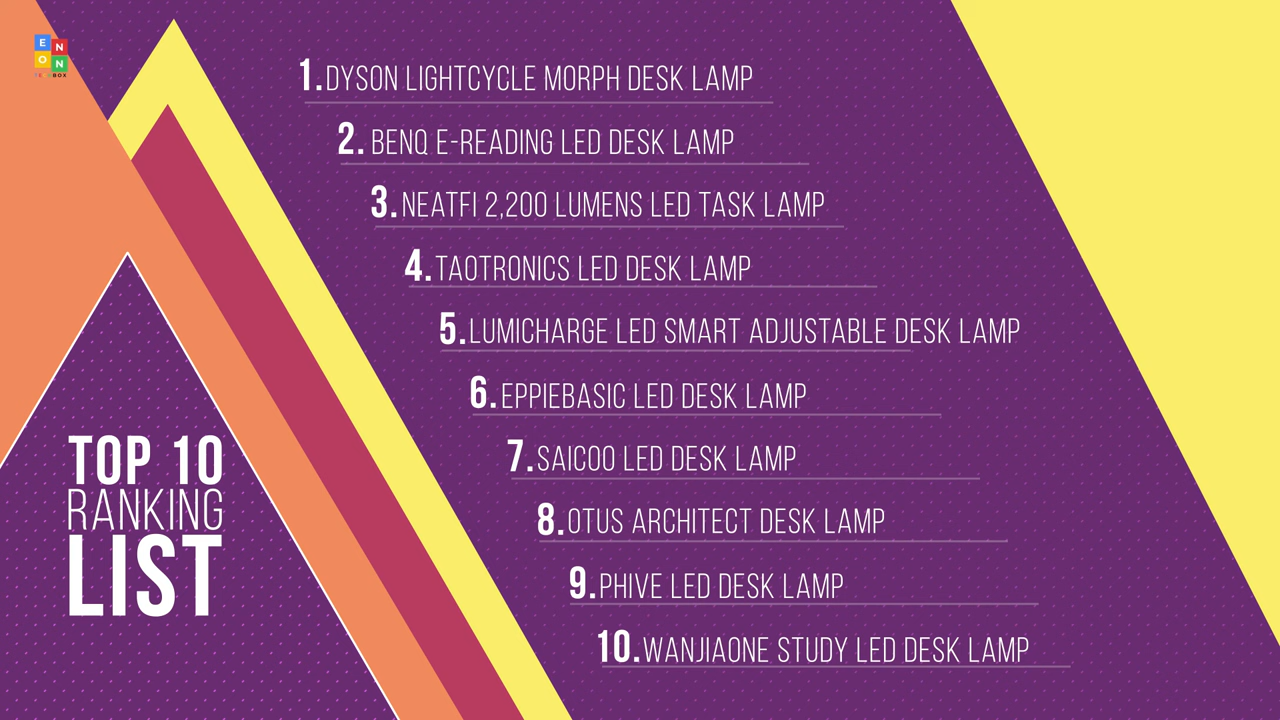 E N
O N
ZENOBOX
1. DYSON LIGHTCYCLE MORPH DESK LAMP
2. BENQ E-READING LED DESK LAMP
3. NEATFI 2,200 LUMENS LED TASK LAMP
4. TAOTRONICS LED DESK LAMP
5. LUMICHARGE LED SMART ADJUSTABLE DESK LAMP
6. EPPIEBASIC LED DESK LAMP
7. SAICOO LED DESK LAMP
8. OTUS ARCHITECT DESK LAMP
9. PHIVE LED DESK LAMP
10. WANJIAONE STUDY LED DESK LAMP
TOP 10
RANKING
LIST